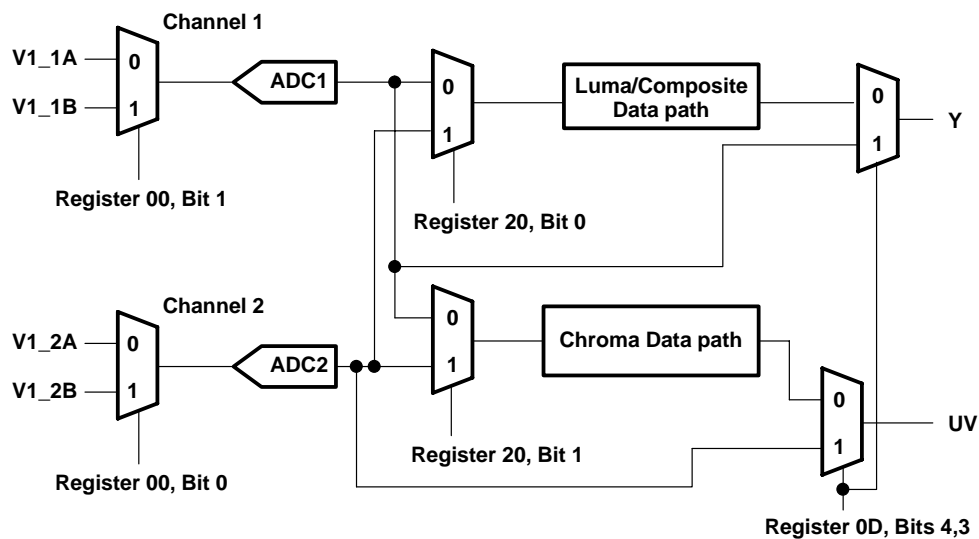 Channel 1
V1_1A
0
V1_1B
1
ADC1
0
1
Luma/Composite
Data path
0
1
Y
Register 00, Bit 1
Register 20, Bit 0
Channel 2
V1_2A
0
V1_2B
1
ADC2
0
1
Chroma Data path
0
1
UV
Register 20, Bit 1
Register 00, Bit 0
Register 0D, Bits 4,3